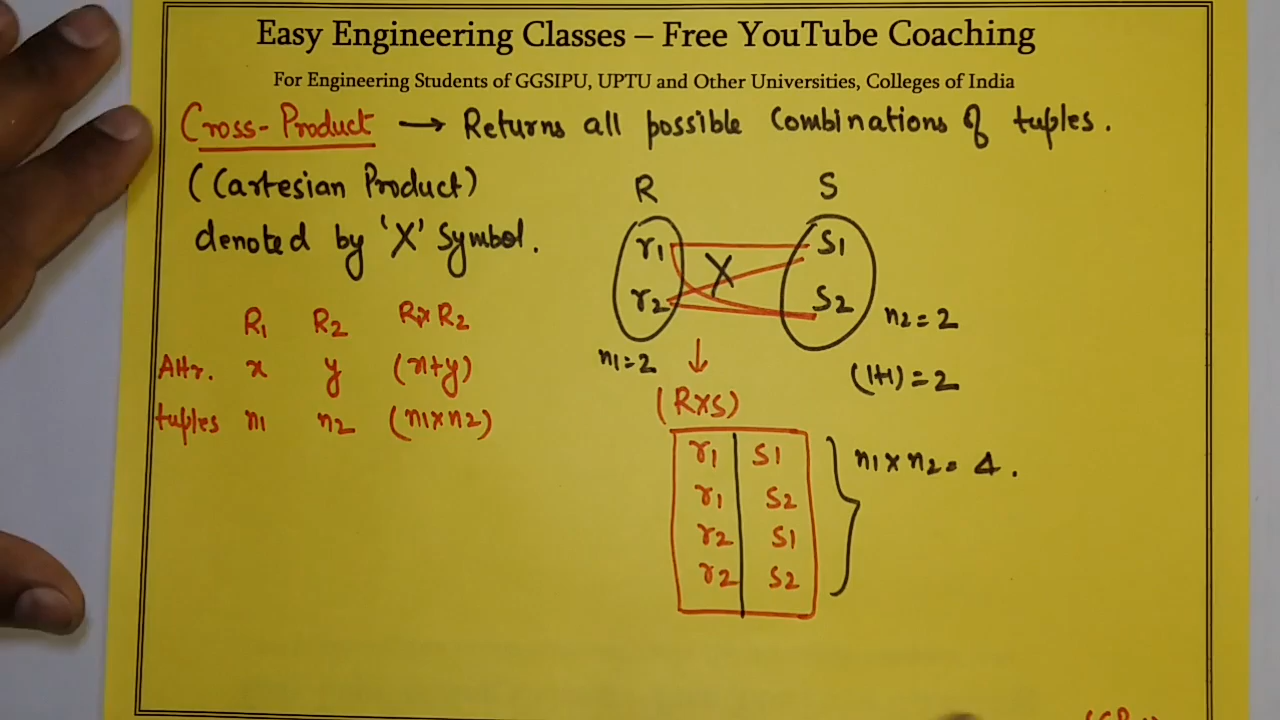 Easy Engineering Classes – Free YouTube Coaching
For Engineering Students of GGSIPU, UPTU and Other Universities, Colleges of India
Cross-Product → Returns all possible Combinations of tuples.
(Cartesian Product)
denoted by 'X' Symbol.
R S
r1 X S1
r2 S2
n1=2 n2=2
(1+1)=2
R1 R2 R1xR2
Attr. x y (x+y)
tuples n1 n2 (n1xn2)
↓
(RXS)
r1 S1
r1 S2
r2 S1
r2 S2
n1xn2=4.